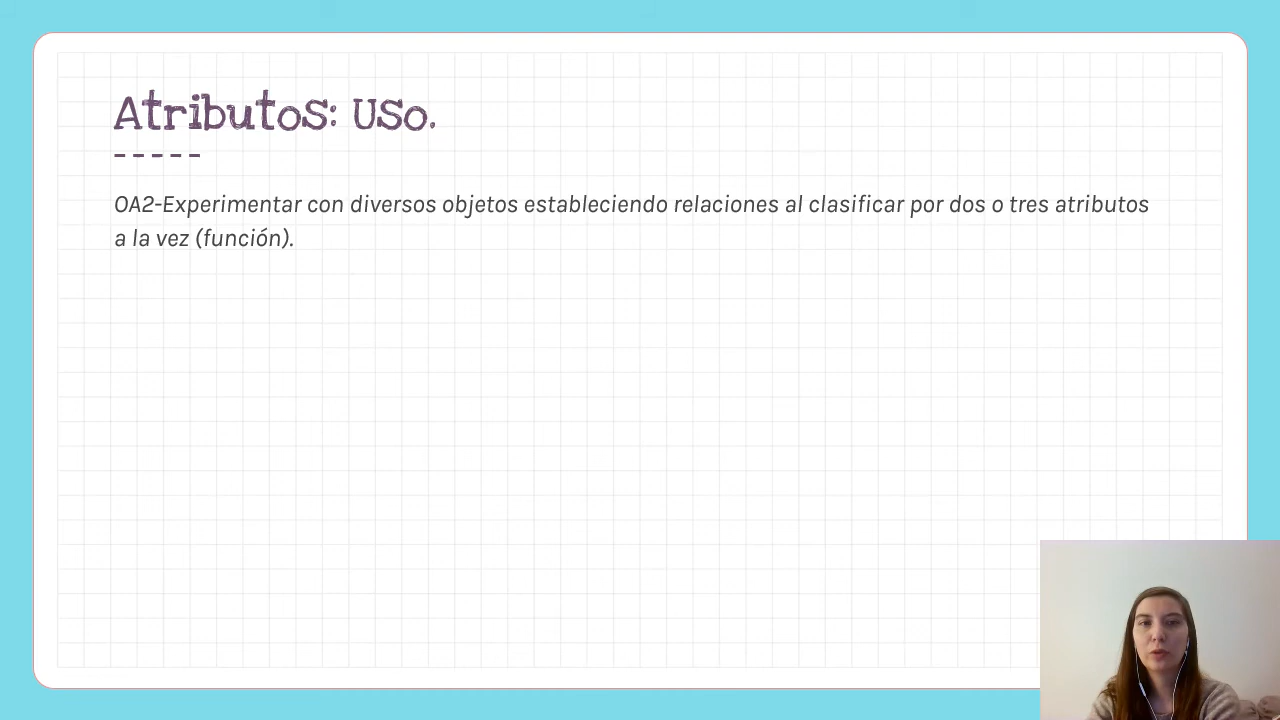 Atributos: Uso.
OA2-Experimentar con diversos objetos estableciendo relaciones al clasificar por dos o tres atributos
a la vez (función).